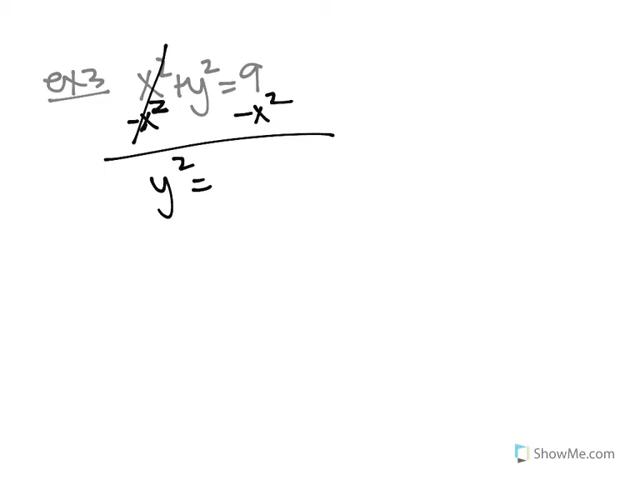 ex3 x² + y² = 9
-x² -x²
y² =
ShowMe.com